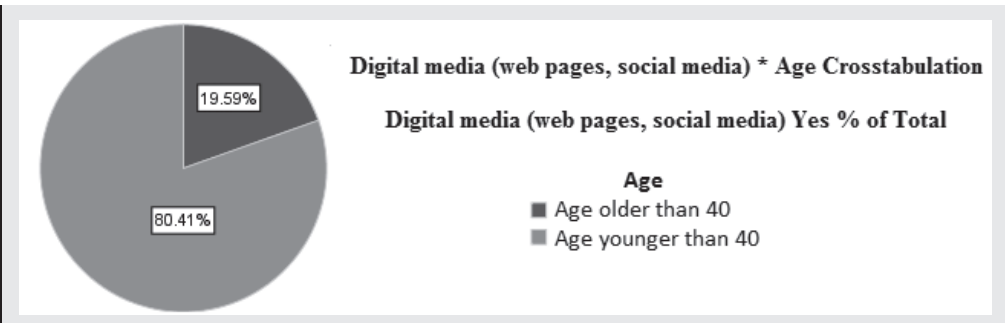 Digital media (web pages, social media) * Age Crosstabulation
19.59%
Digital media (web pages, social media) Yes % of Total
Age
Age older than 40
80.41%
Age younger than 40